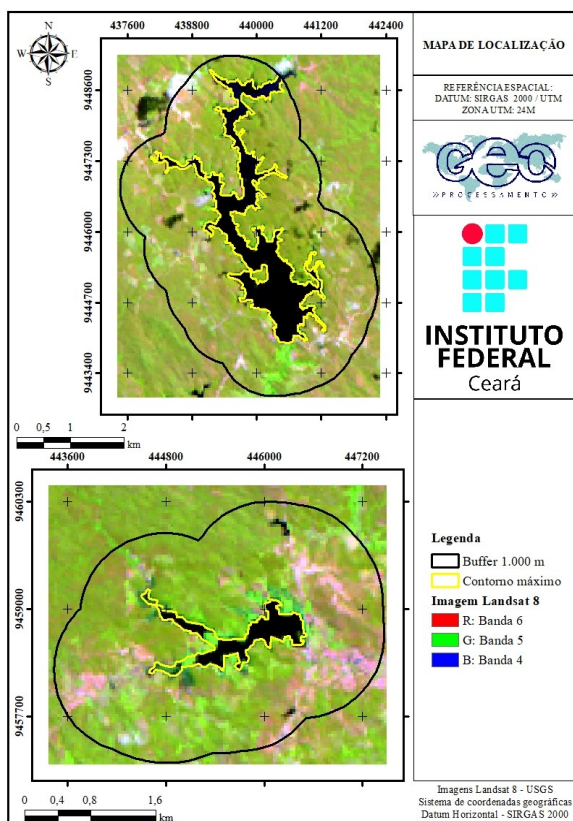 437600 438800 440000 441200 442400
N
W E
S
9448600
9447300
9446000
9444700
9443400
0 0,5 1 2
km
443600 444800 446000 447200
9460300
9459000
9457700
0 0,4 0,8 1,6
km
MAPA DE LOCALIZAÇÃO
REFERÊNCIA ESPACIAL:
DATUM: SIRGAS 2000 / UTM
ZONA UTM: 24M
GEO
»PROCESSAMENTO»
INSTITUTO
FEDERAL
Ceará
Legenda
Buffer 1.000 m
Contorno máximo
Imagem Landsat 8
R: Banda 6
G: Banda 5
B: Banda 4
Imagens Landsat 8 - USGS
Sistema de coordenadas geográficas
Datum Horizontal - SIRGAS 2000